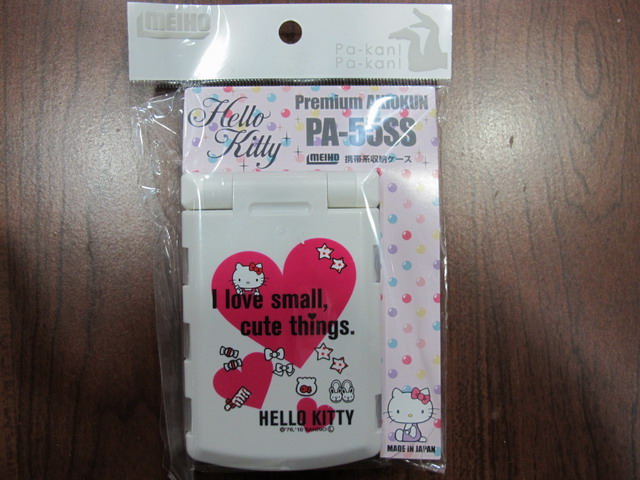 MEIHO
Pa-kan!
Pa-kan!
Hello
Kitty
Premium AMOKUN
PA-55SS
MEIHO 携帯系収納ケース
I love small,
cute things.
HELLO KITTY
MADE IN JAPAN